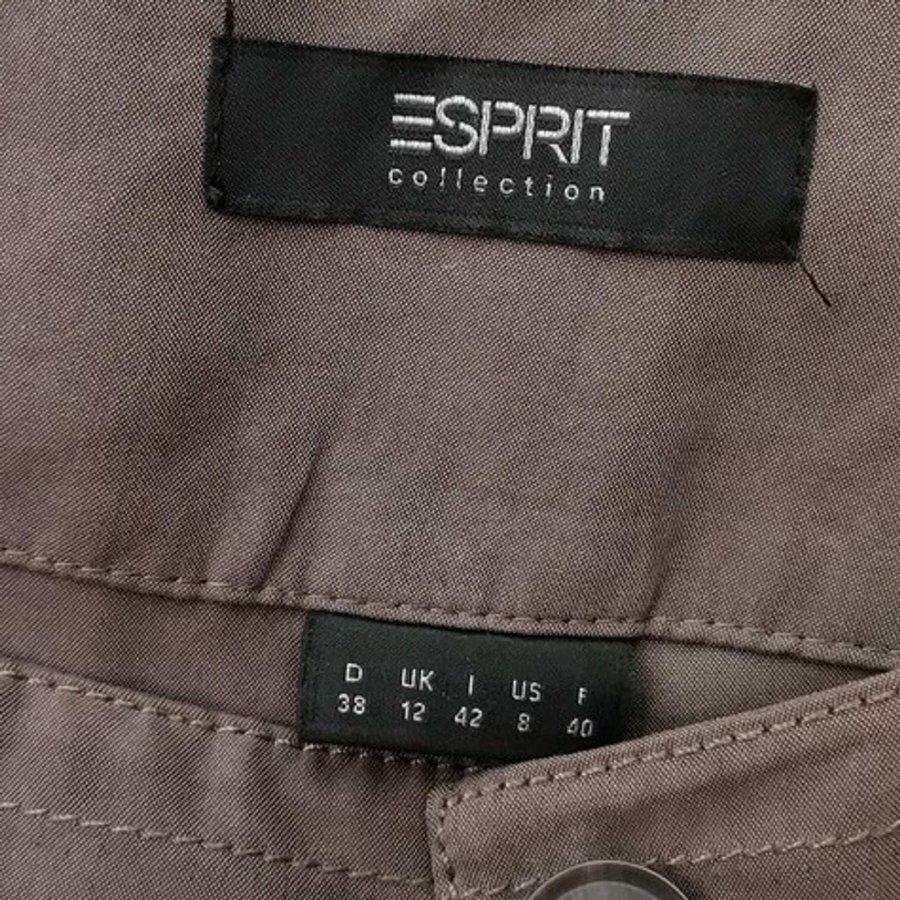 ESPRIT
collection
D UK I US F
38 12 42 8 40